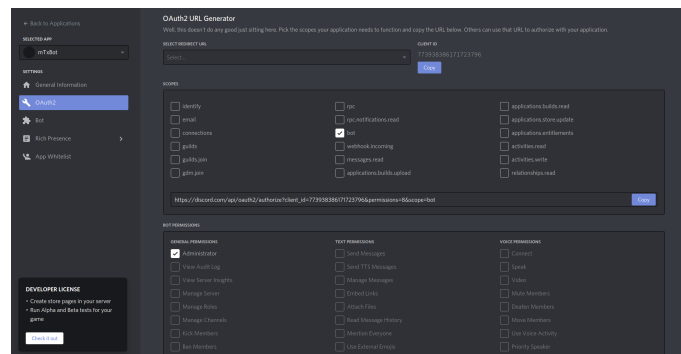 ← Back to Applications
SELECTED APP
mTxBot
SETTINGS
General Information
OAuth2
Bot
Rich Presence
App Whitelist
DEVELOPER LICENSE
• Create store pages in your server
• Run Alpha and Beta tests for your
game
Check it out
OAuth2 URL Generator
Well, this doesn't do any good just sitting here. Pick the scopes your application needs to function and copy the URL below. Others can use that URL to authorize with your application.
SELECT REDIRECT URL
Select...
CLIENT ID
773938386171723796
Copy
SCOPES
identify
email
connections
guilds
guilds.join
gdm.join
rpc
rpc.notifications.read
bot
webhook.incoming
messages.read
applications.builds.upload
applications.builds.read
applications.store.update
applications.entitlements
activities.read
activities.write
relationships.read
https://discord.com/api/oauth2/authorize?client_id=773938386171723796&permissions=8&scope=bot
Copy
BOT PERMISSIONS
GENERAL PERMISSIONS
Administrator
View Audit Log
View Server Insights
Manage Server
Manage Roles
Manage Channels
Kick Members
Ban Members
TEXT PERMISSIONS
Send Messages
Send TTS Messages
Manage Messages
Embed Links
Attach Files
Read Message History
Mention Everyone
Use External Emojis
VOICE PERMISSIONS
Connect
Speak
Video
Mute Members
Deafen Members
Move Members
Use Voice Activity
Priority Speaker